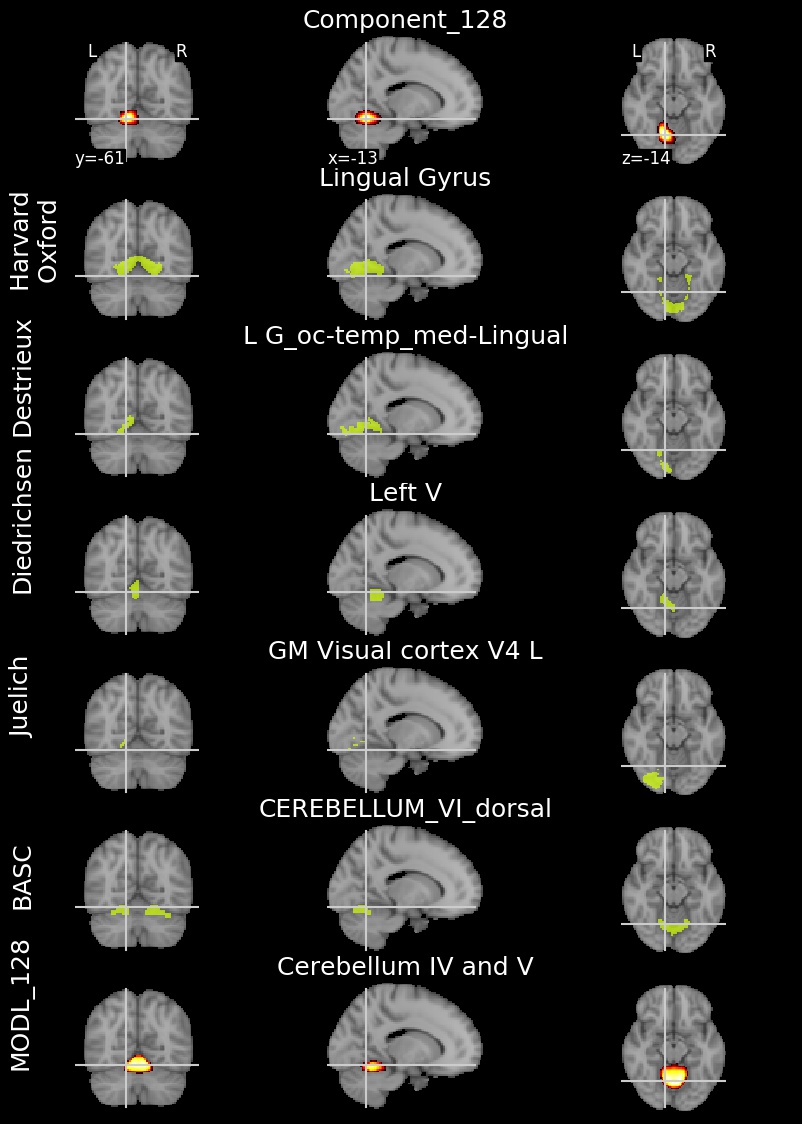 Component_128
L R
L R
y=-61
x=-13
z=-14
Lingual Gyrus
Harvard
Oxford
L G_oc-temp_med-Lingual
Destrieux
Left V
Diedrichsen
GM Visual cortex V4 L
Juelich
CEREBELLUM_VI_dorsal
BASC
Cerebellum IV and V
MODL_128